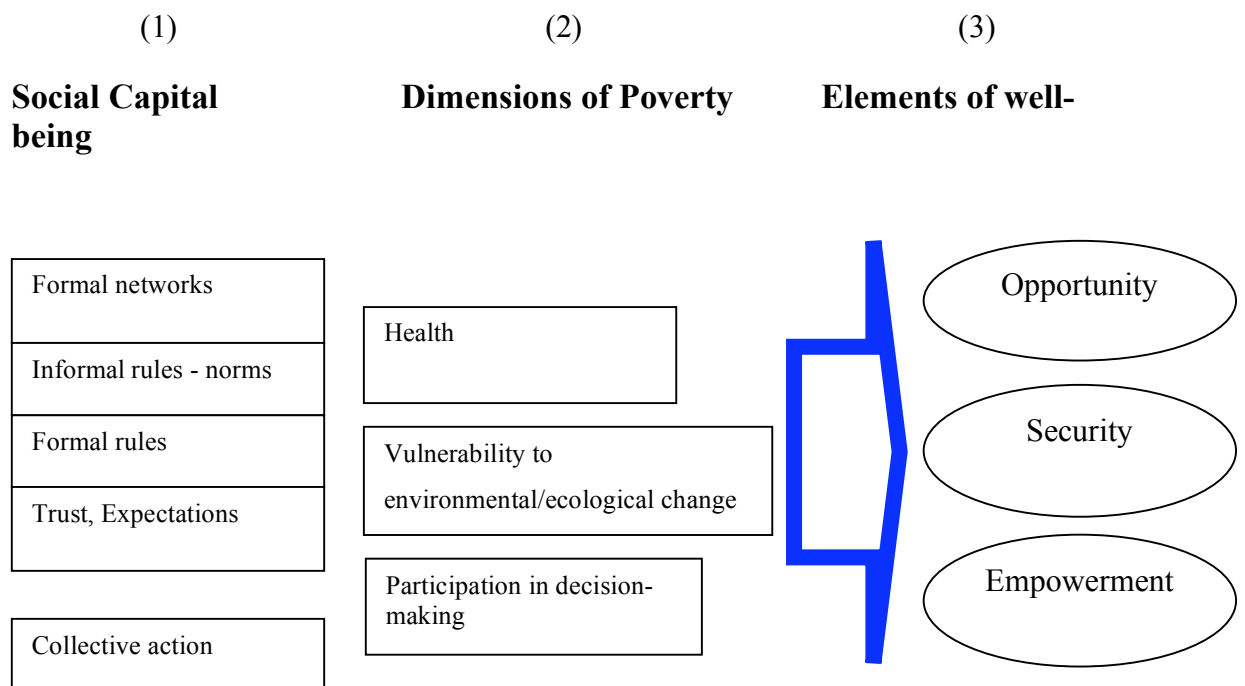 (1) (2) (3)
Social Capital Dimensions of Poverty Elements of well-
being
Formal networks
Informal rules - norms
Formal rules
Trust, Expectations
Collective action
Health
Vulnerability to
environmental/ecological change
Participation in decision-
making
Opportunity
Security
Empowerment